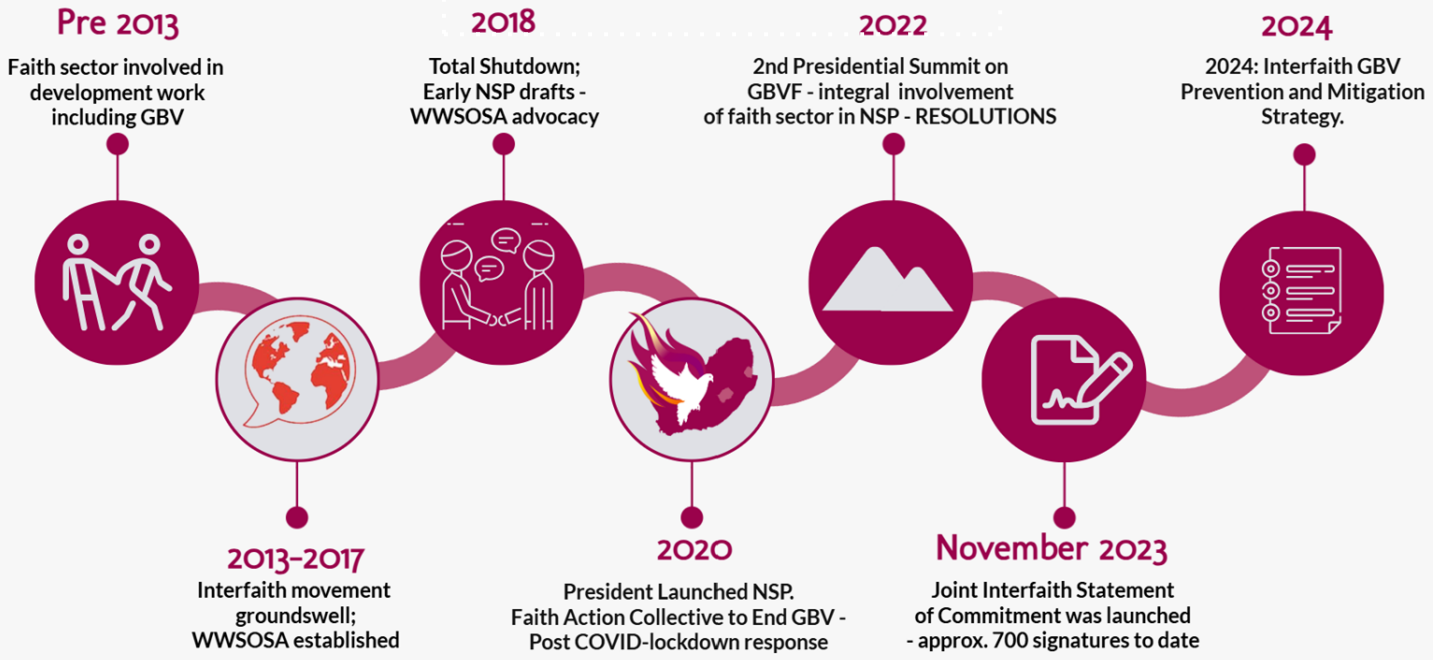 Pre 2013
Faith sector involved in
development work
including GBV
2013–2017
Interfaith movement
groundswell;
WWSOSA established
2018
Total Shutdown;
Early NSP drafts -
WWSOSA advocacy
2020
President Launched NSP.
Faith Action Collective to End GBV -
Post COVID-lockdown response
2022
2nd Presidential Summit on
GBVF - integral involvement
of faith sector in NSP - RESOLUTIONS
November 2023
Joint Interfaith Statement
of Commitment was launched
- approx. 700 signatures to date
2024
2024: Interfaith GBV
Prevention and Mitigation
Strategy.